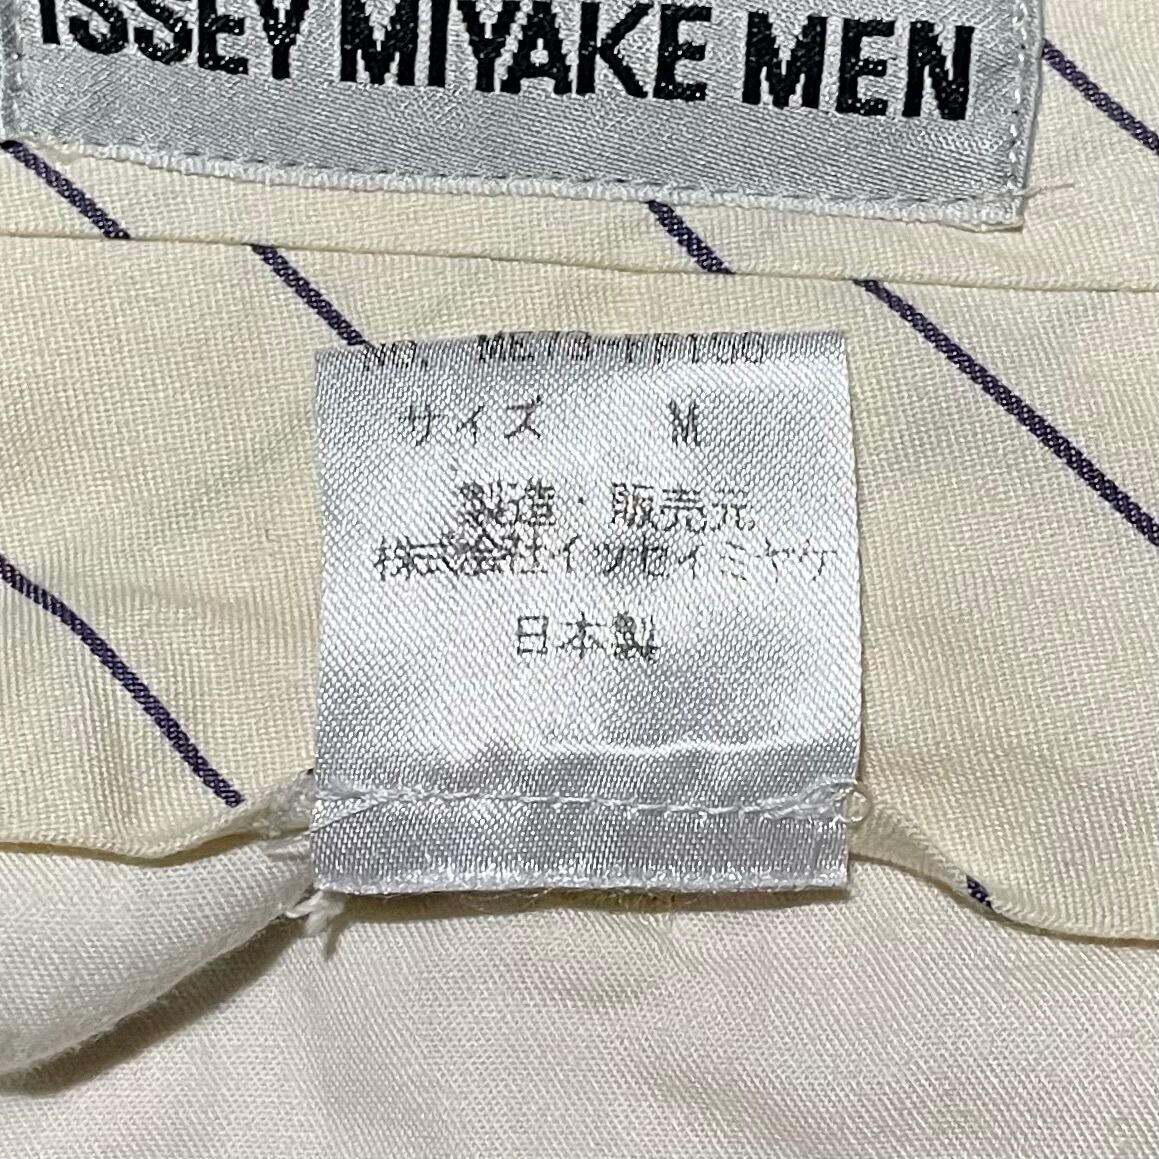 ISSEY MIYAKE MEN
NO.
サイズ M
製造・販売元
株式会社イッセイミヤケ
日本製